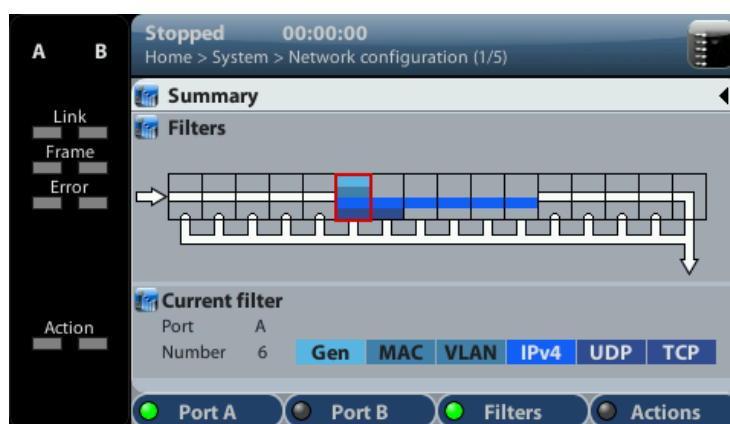 A B
Link
Frame
Error
Action
Stopped 00:00:00
Home > System > Network configuration (1/5)
Summary
Filters
Current filter
Port A
Number 6 Gen MAC VLAN IPv4 UDP TCP
Port A Port B Filters Actions